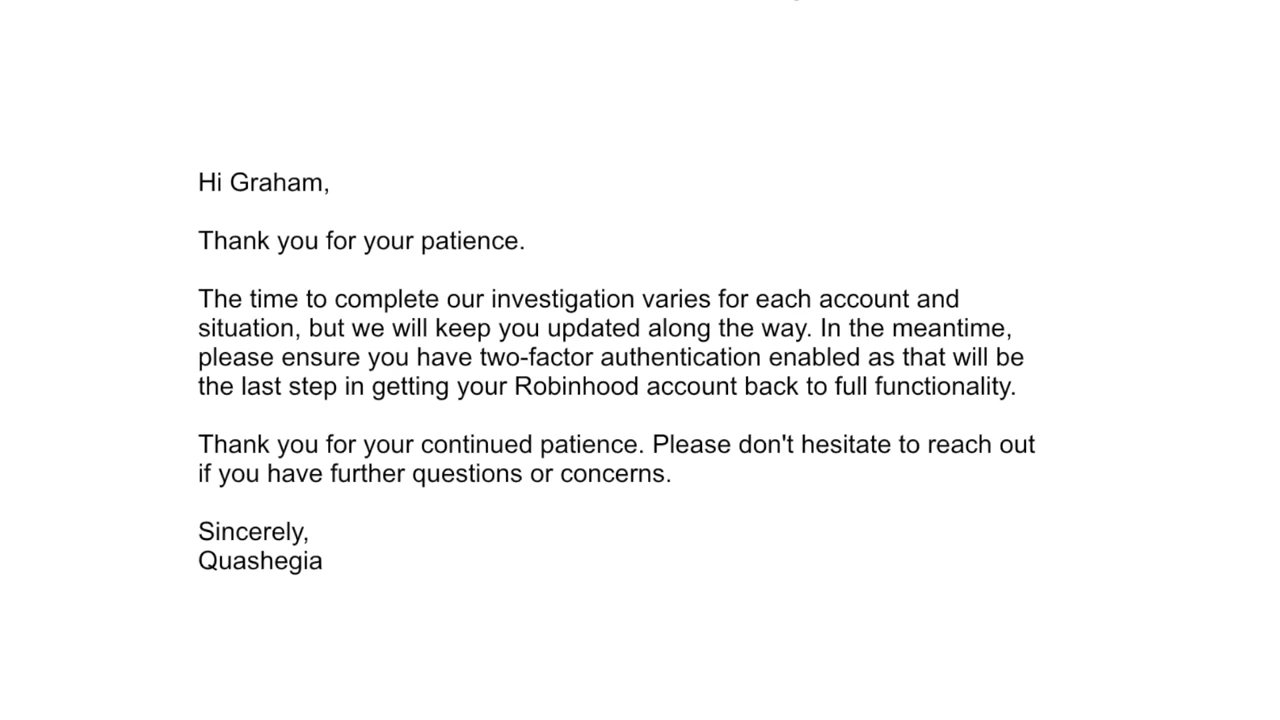 Hi Graham,
Thank you for your patience.
The time to complete our investigation varies for each account and
situation, but we will keep you updated along the way. In the meantime,
please ensure you have two-factor authentication enabled as that will be
the last step in getting your Robinhood account back to full functionality.
Thank you for your continued patience. Please don't hesitate to reach out
if you have further questions or concerns.
Sincerely,
Quashegia